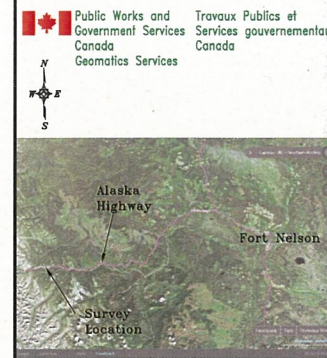 Public Works and
Government Services
Canada
Geomatics Services
Travaux Publics et
Services gouvernementau
Canada
N
W E
S
Alaska
Highway
Fort Nelson
Survey
Location